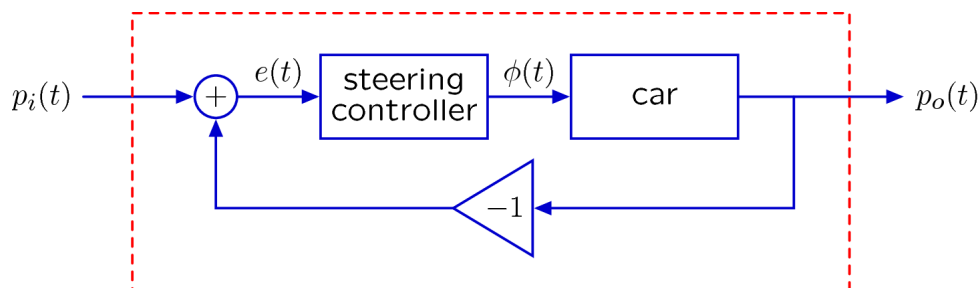 p_i(t)
+
e(t)
steering
controller
ϕ(t)
car
p_o(t)
−1